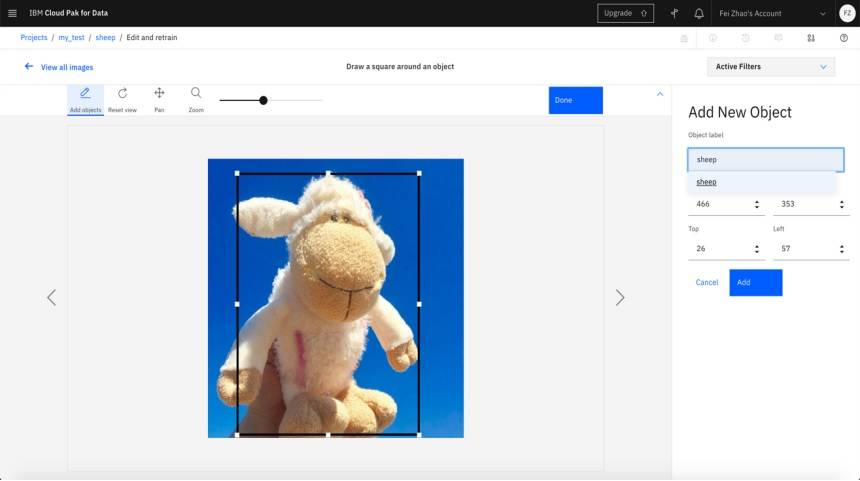 IBM Cloud Pak for Data
Upgrade
Fei Zhao's Account
FZ
Projects / my_test / sheep / Edit and retrain
View all images
Draw a square around an object
Active Filters
Add objects
Reset view
Pan
Zoom
Done
Add New Object
Object label
sheep
sheep
466
353
Top
Left
26
57
Cancel
Add